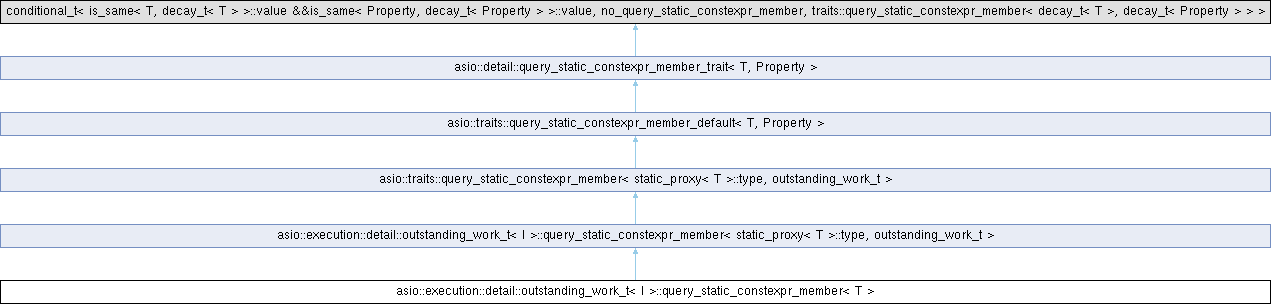 conditional_t< is_same< T, decay_t< T > >::value &&is_same< Property, decay_t< Property > >::value, no_query_static_constexpr_member, traits::query_static_constexpr_member< decay_t< T >, decay_t< Property > > >
asio::detail::query_static_constexpr_member_trait< T, Property >
asio::traits::query_static_constexpr_member_default< T, Property >
asio::traits::query_static_constexpr_member< static_proxy< T >::type, outstanding_work_t >
asio::execution::detail::outstanding_work_t< I >::query_static_constexpr_member< static_proxy< T >::type, outstanding_work_t >
asio::execution::detail::outstanding_work_t< I >::query_static_constexpr_member< T >